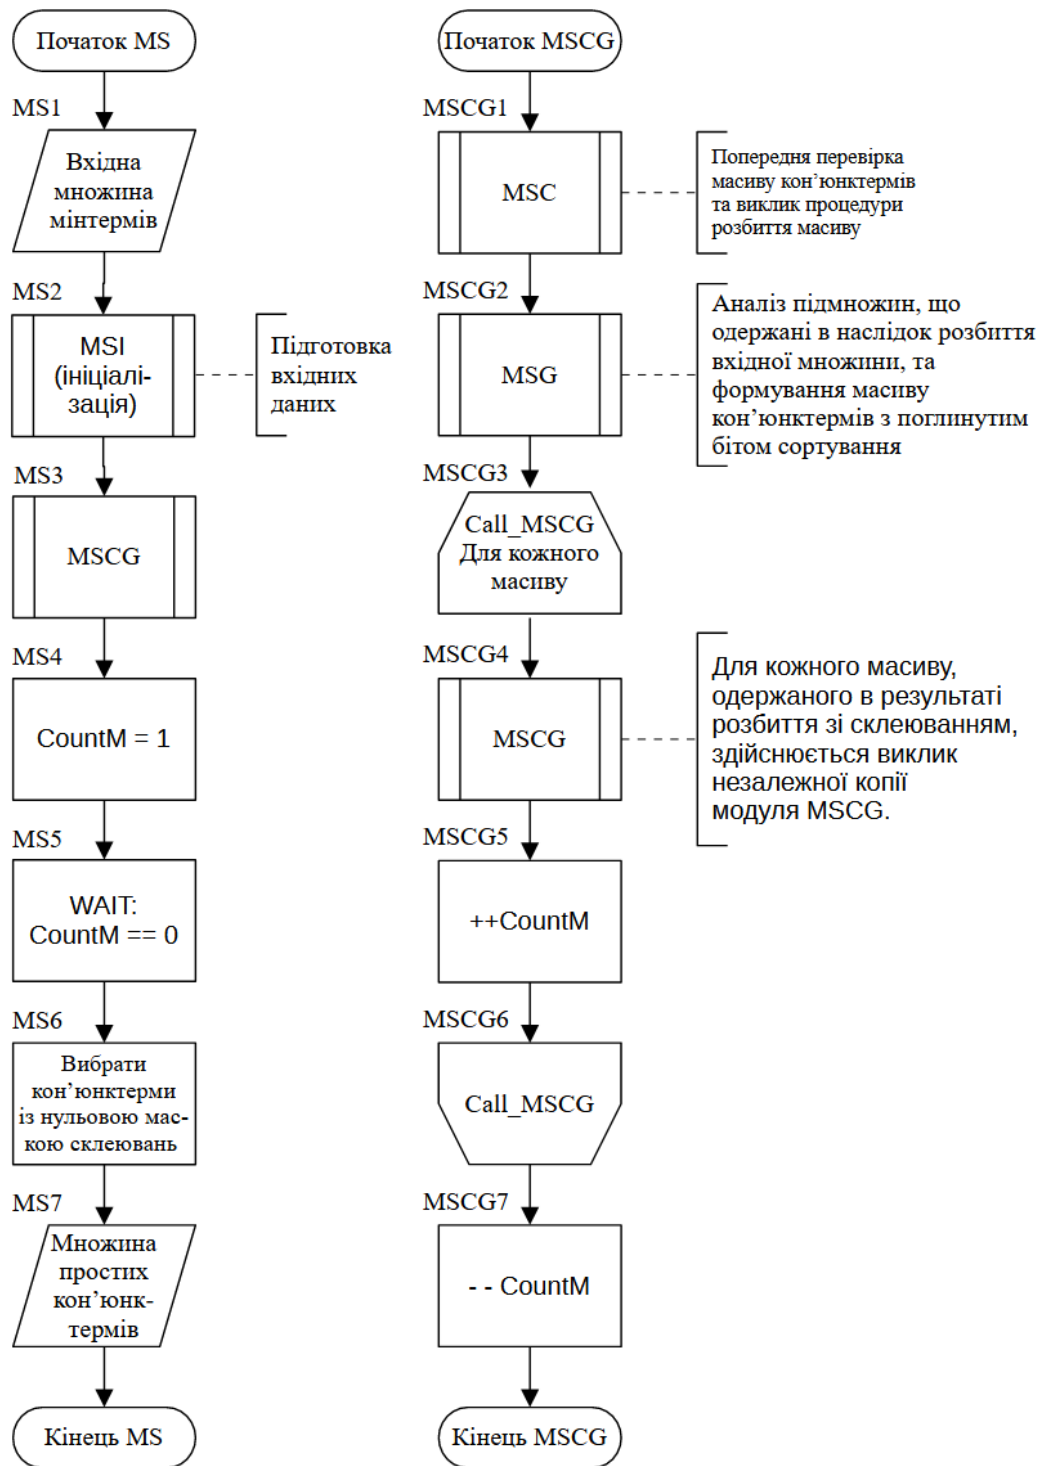 Початок MS
MS1
Вхідна
множина
мінтермів
MS2
MSI
(ініціалі-
зація)
Підготовка
вхідних
даних
MS3
MSCG
MS4
CountM = 1
MS5
WAIT:
CountM == 0
MS6
Вибрати
кон’юнктерми
із нульовою мас-
кою склеювань
MS7
Множина
простих
кон’юнк-
термів
Кінець MS
Початок MSCG
MSCG1
MSC
Попередня перевірка
масиву кон’юнктермів
та виклик процедури
розбиття масиву
MSCG2
MSG
Аналіз підмножин, що
одержані в наслідок розбиття
вхідної множини, та
формування масиву
кон’юнктермів з поглинутим
бітом сортування
MSCG3
Call_MSCG
Для кожного
масиву
MSCG4
MSCG
Для кожного масиву,
одержаного в результаті
розбиття зі склеюванням,
здійснюється виклик
незалежної копії
модуля MSCG.
MSCG5
++CountM
MSCG6
Call_MSCG
MSCG7
- - CountM
Кінець MSCG